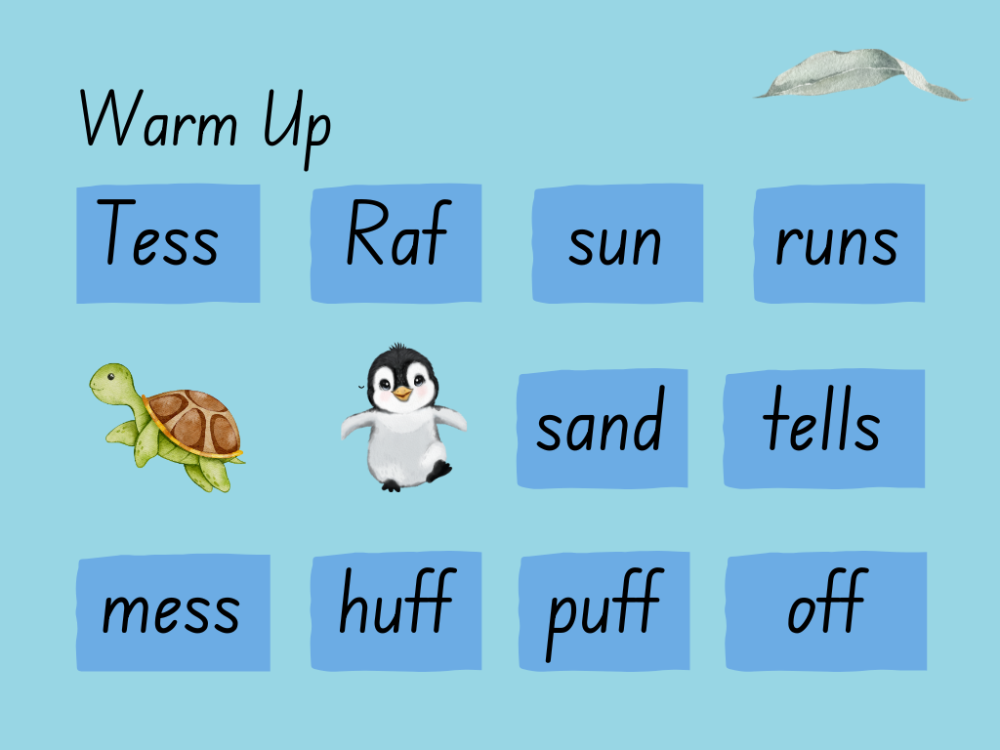 Warm Up
Tess Raf sun runs
sand tells
mess huff puff off